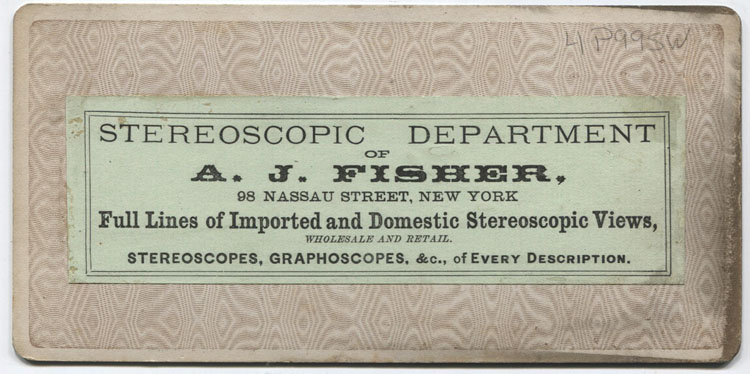 4P995W
STEREOSCOPIC DEPARTMENT
OF
A. J. FISHER,
98 NASSAU STREET, NEW YORK
Full Lines of Imported and Domestic Stereoscopic Views,
WHOLESALE AND RETAIL.
STEREOSCOPES, GRAPHOSCOPES, &c., of EVERY DESCRIPTION.